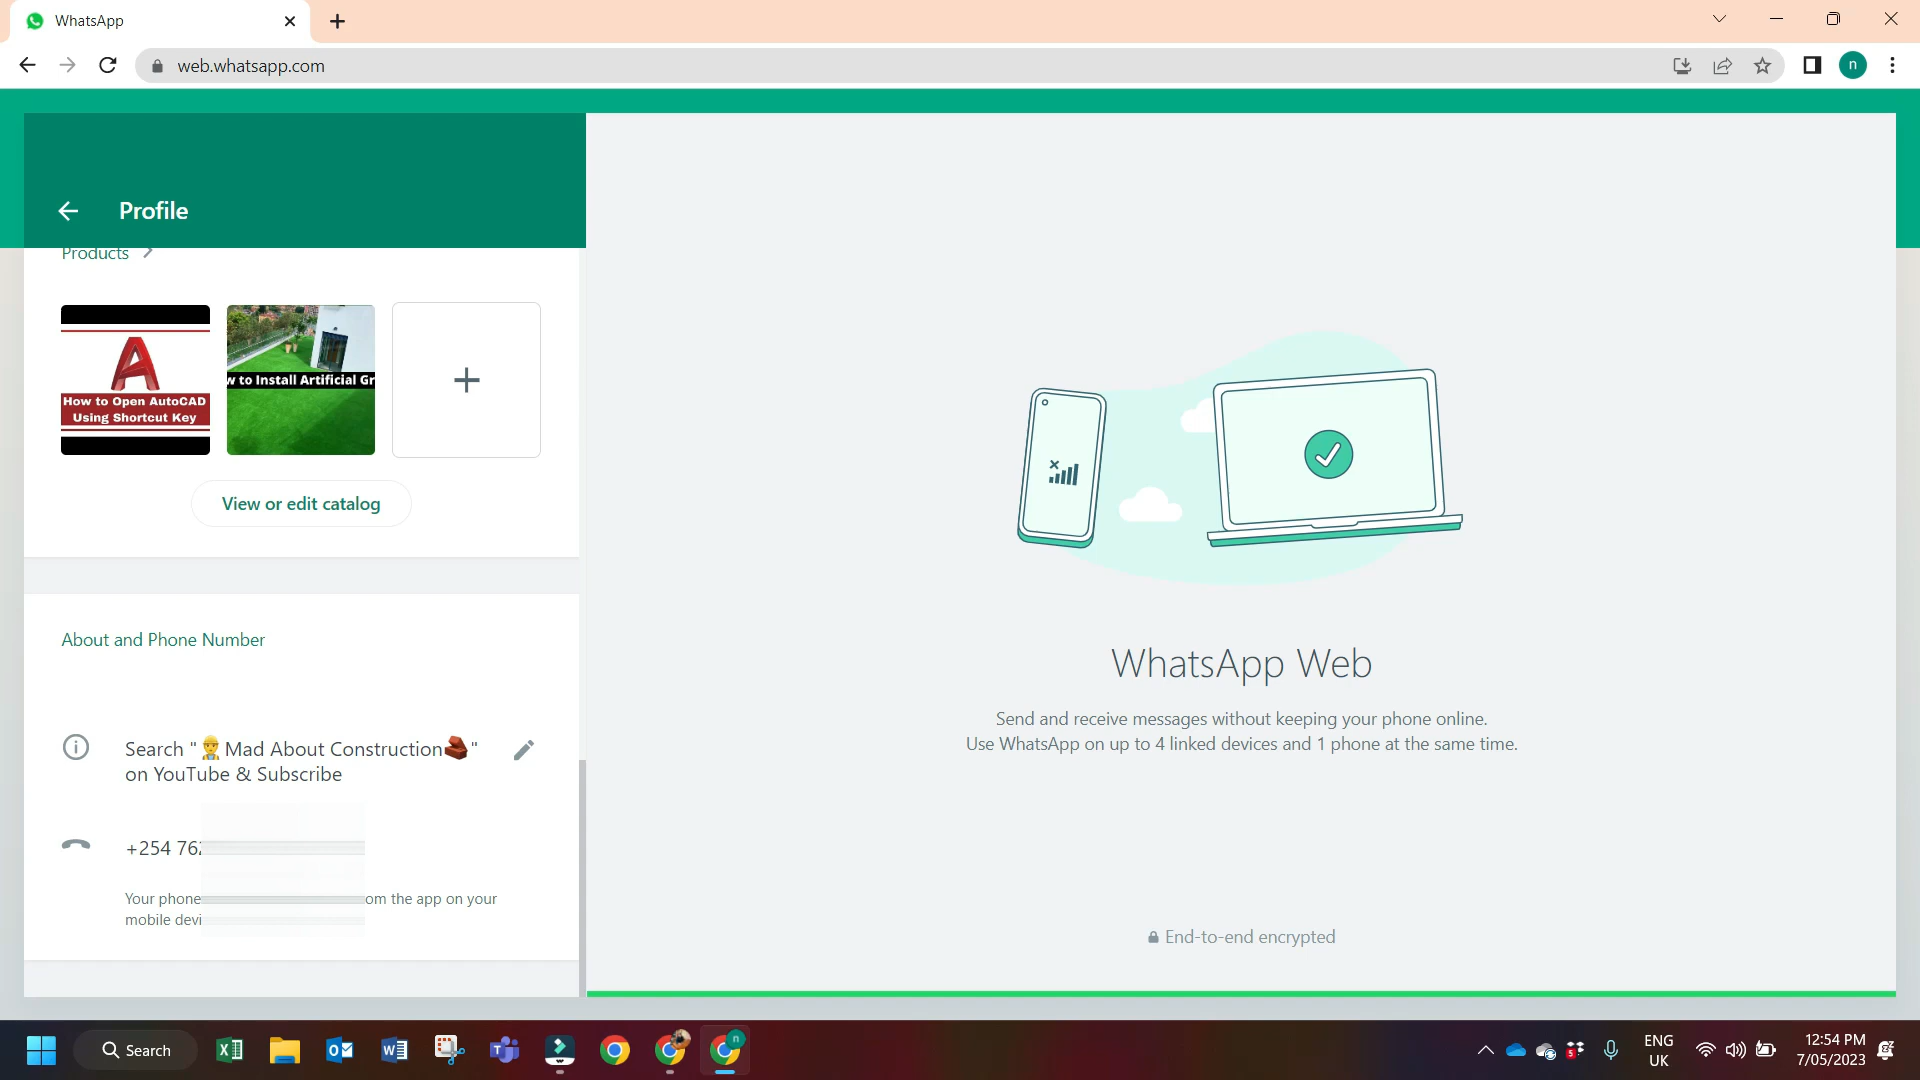 WhatsApp
web.whatsapp.com
n
Profile
Products
How to Open AutoCAD
Using Shortcut Key
w to Install Artificial Gr
View or edit catalog
About and Phone Number
Search "👷Mad About Construction🧱"
on YouTube & Subscribe
+254 762
Your phone om the app on your
mobile devi
WhatsApp Web
Send and receive messages without keeping your phone online.
Use WhatsApp on up to 4 linked devices and 1 phone at the same time.
End-to-end encrypted
Search
n
5
ENG
UK
12:54 PM
7/05/2023